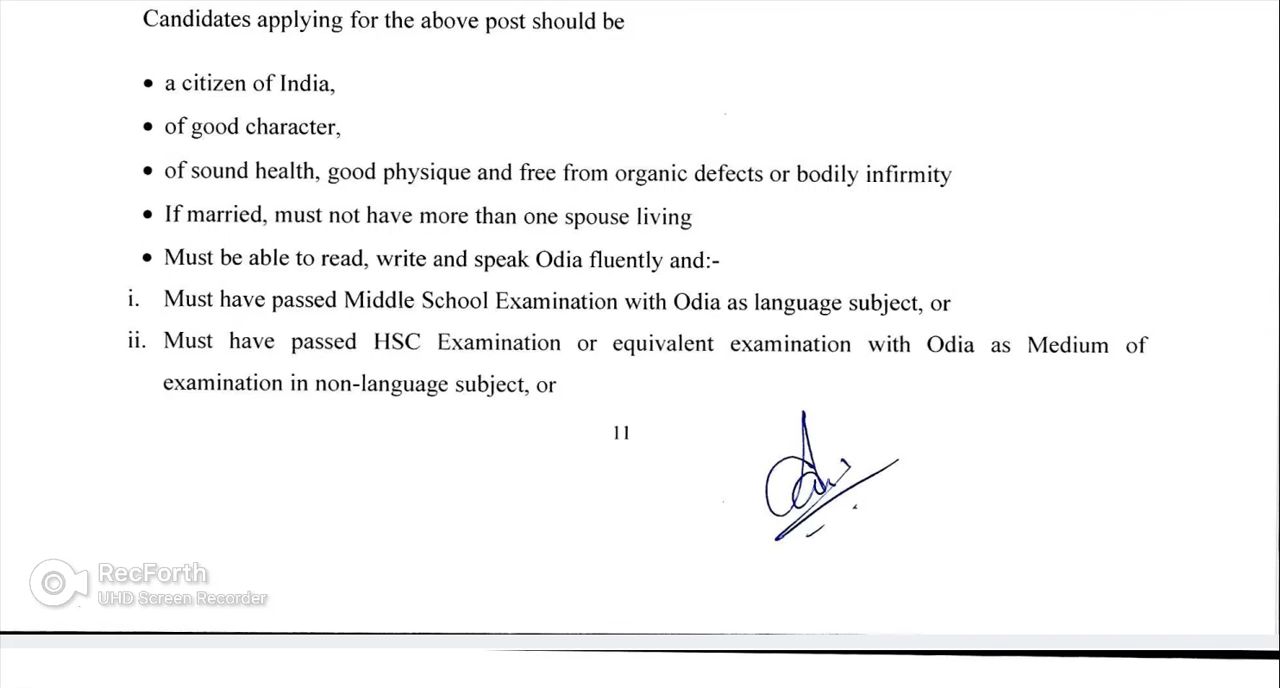 Candidates applying for the above post should be
• a citizen of India,
• of good character,
• of sound health, good physique and free from organic defects or bodily infirmity
• If married, must not have more than one spouse living
• Must be able to read, write and speak Odia fluently and:-
i. Must have passed Middle School Examination with Odia as language subject, or
ii. Must have passed HSC Examination or equivalent examination with Odia as Medium of
examination in non-language subject, or
11
RecForth
UHD Screen Recorder